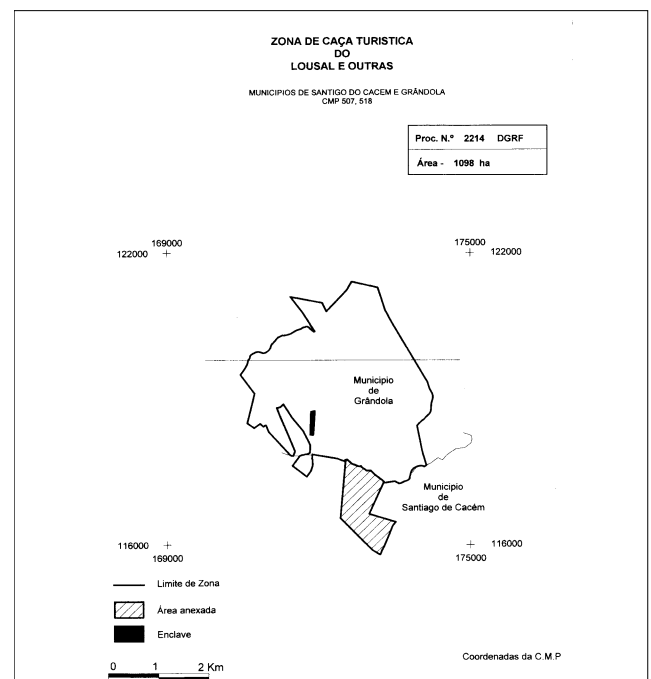 ZONA DE CAÇA TURISTICA
DO
LOUSAL E OUTRAS
MUNICIPIOS DE SANTIGO DO CACEM E GRÂNDOLA
CMP 507, 518
Proc. N.º 2214 DGRF
Área - 1098 ha
169000
122000
175000
122000
Municipio
de
Grândola
Municipio
de
Santiago de Cacém
116000
169000
116000
175000
Limite de Zona
Área anexada
Enclave
Coordenadas da C.M.P
0 1 2 Km